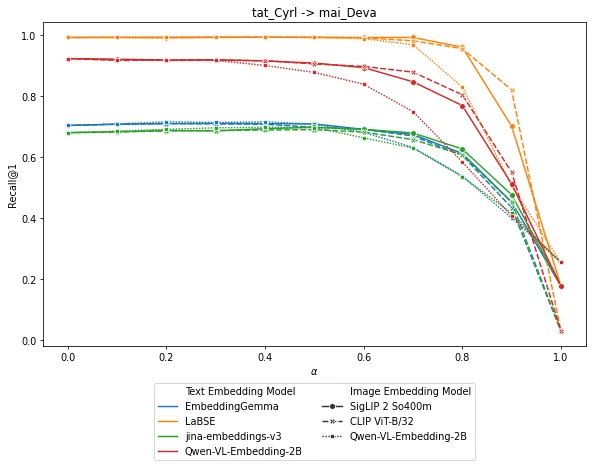 tat_Cyrl -> mai_Deva
Recall@1
1.0
0.8
0.6
0.4
0.2
0.0
0.0 0.2 0.4 0.6 0.8 1.0
α
Text Embedding Model Image Embedding Model
EmbeddingGemma SigLIP 2 So400m
LaBSE CLIP ViT-B/32
jina-embeddings-v3 Qwen-VL-Embedding-2B
Qwen-VL-Embedding-2B